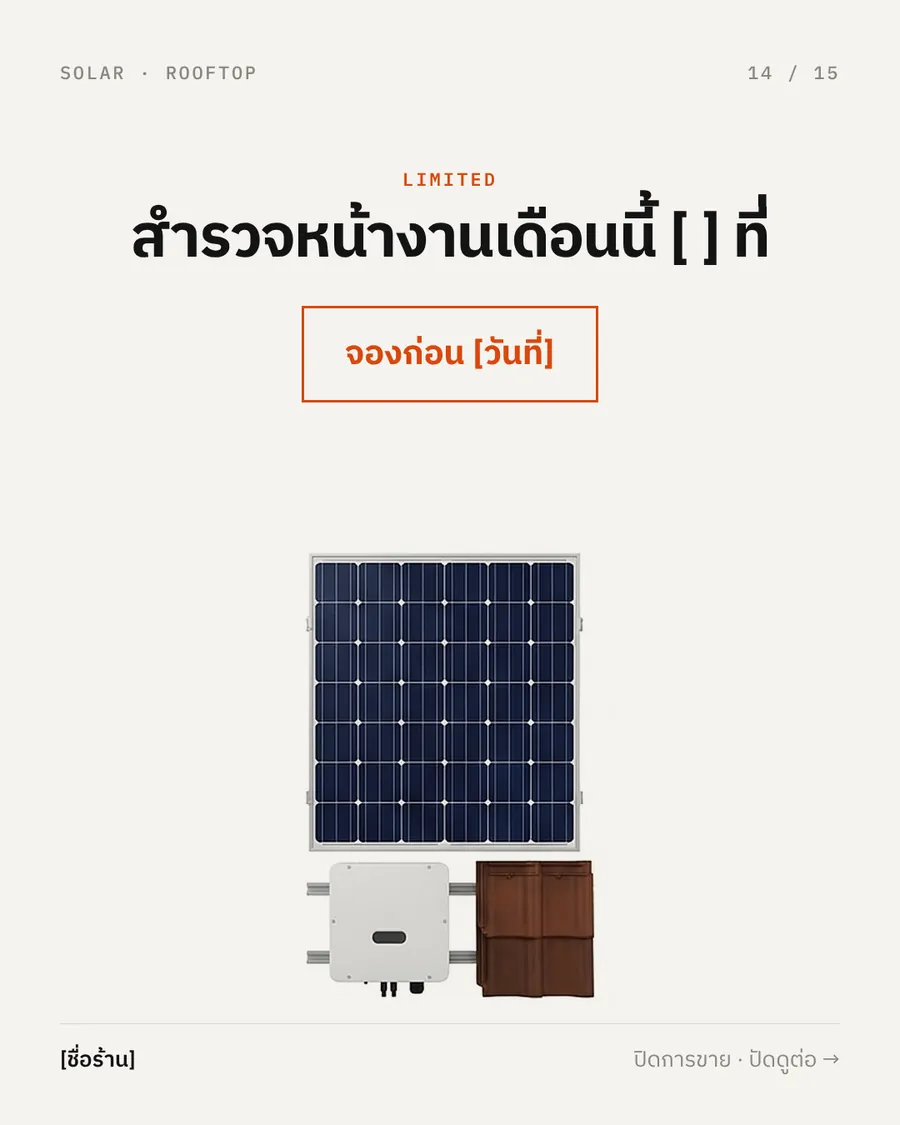 SOLAR · ROOFTOP
14 / 15
LIMITED
สำรวจหน้างานเดือนนี้ [ ] ที่
จองก่อน [วันที่]
[ชื่อร้าน]
ปิดการขาย · ปัดดูต่อ →